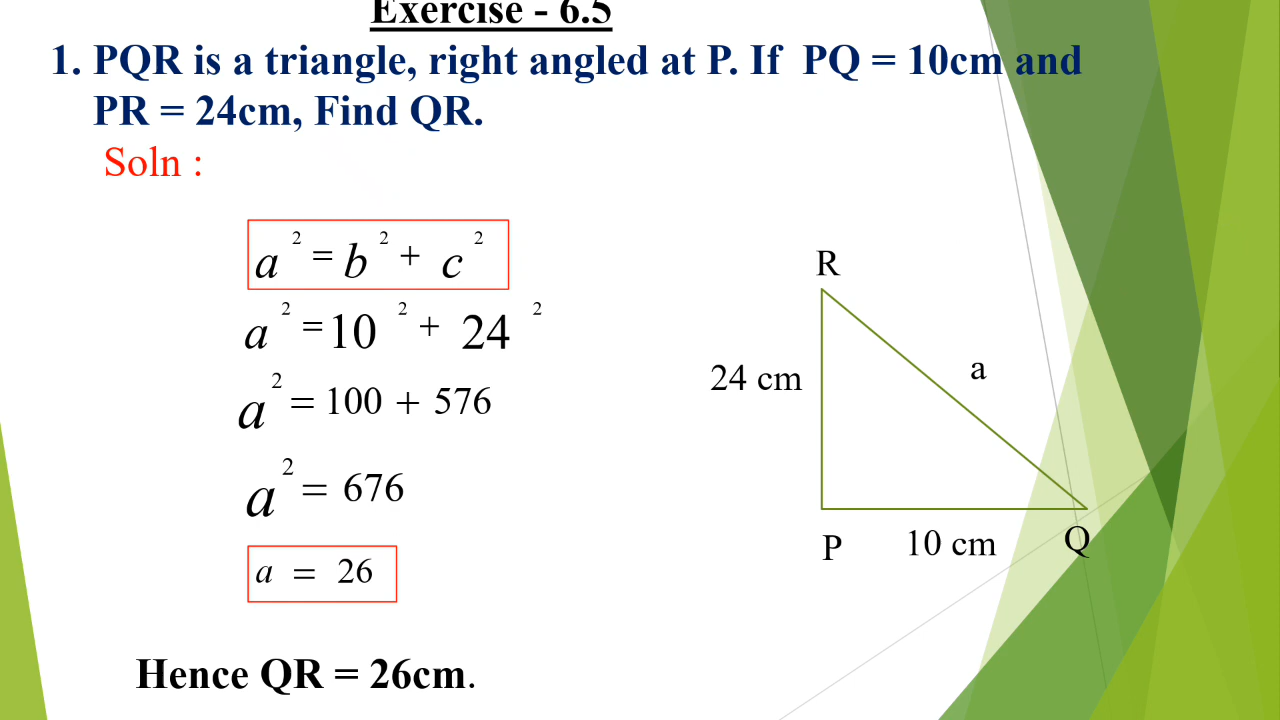 Exercise - 6.5
1. PQR is a triangle, right angled at P. If PQ = 10cm and
PR = 24cm, Find QR.
Soln :
a² = b² + c²
a² = 10² + 24²
a² = 100 + 576
a² = 676
a = 26
Hence QR = 26cm.
R
24 cm
a
P
10 cm
Q